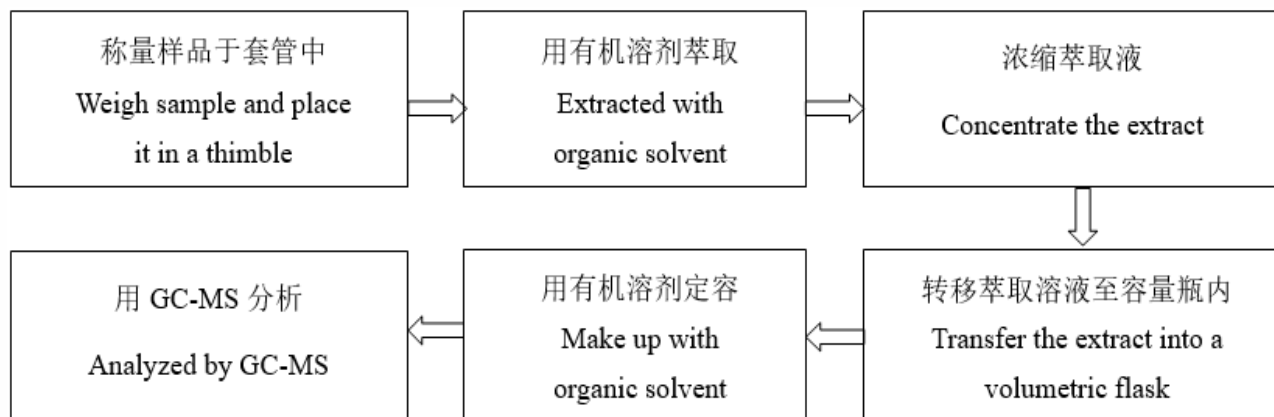 称量样品于套管中
Weigh sample and place
it in a thimble
用有机溶剂萃取
Extracted with
organic solvent
浓缩萃取液
Concentrate the extract
转移萃取溶液至容量瓶内
Transfer the extract into a
volumetric flask
用有机溶剂定容
Make up with
organic solvent
用 GC-MS 分析
Analyzed by GC-MS